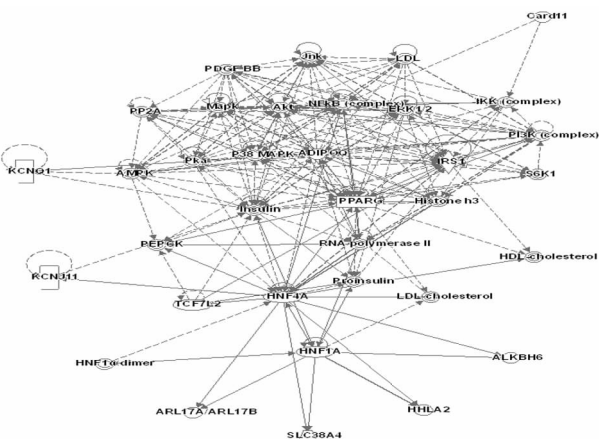 Card11
Jnk
LDL
PDGF BB
PP2A
Mapk
Akt
NFkB (complex)
ERK1/2
IKK (complex)
PI3K (complex)
KCNQ1
AMPK
Pka
P38 MAPK
ADIPOQ
IRS1
S6K1
Insulin
PPARG
Histone h3
PEPCK
RNA polymerase II
HDL-cholesterol
KCNJ11
TCF7L2
HNF4A
Proinsulin
LDL-cholesterol
HNF1α-dimer
HNF1A
ALKBH6
ARL17A/ARL17B
HHLA2
SLC38A4